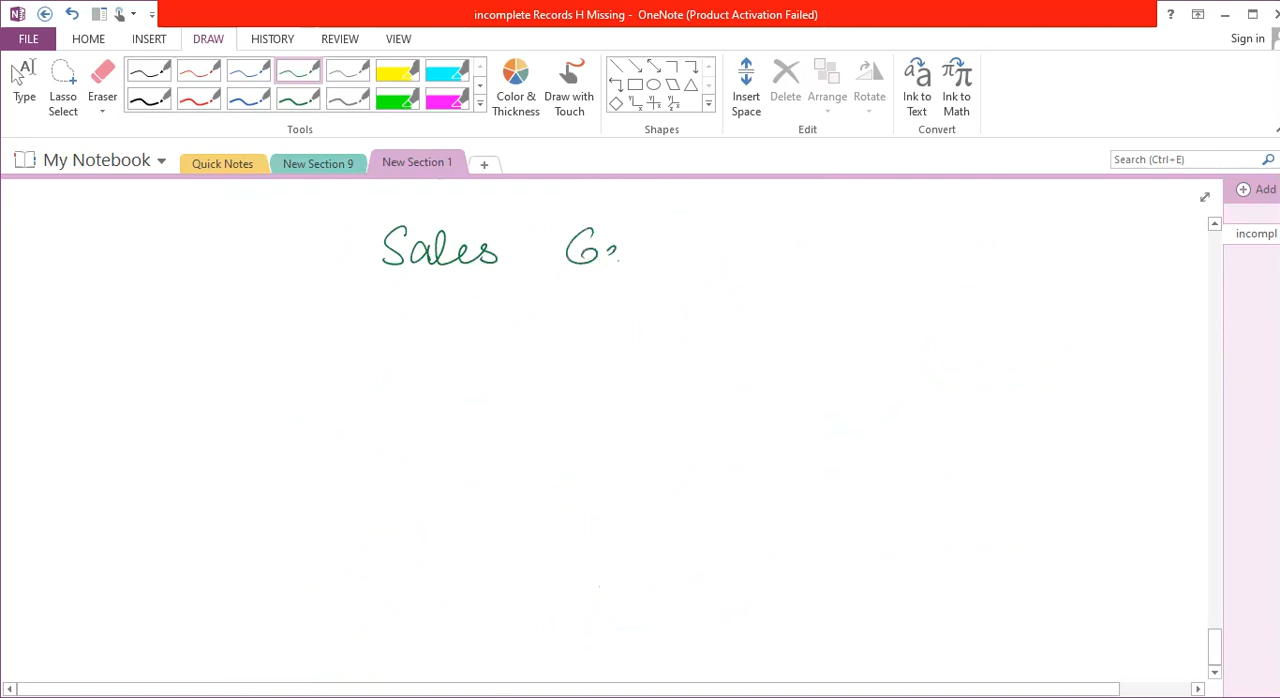 incomplete Records H Missing - OneNote (Product Activation Failed)
? 
FILE HOME INSERT DRAW HISTORY REVIEW VIEW Sign in
Type Lasso Select Eraser Color & Thickness Draw with Touch Insert Space Delete Arrange Rotate Ink to Text Ink to Math
Tools Shapes Edit Convert
My Notebook Quick Notes New Section 9 New Section 1 Search (Ctrl+E)
Add
incompl
Sales